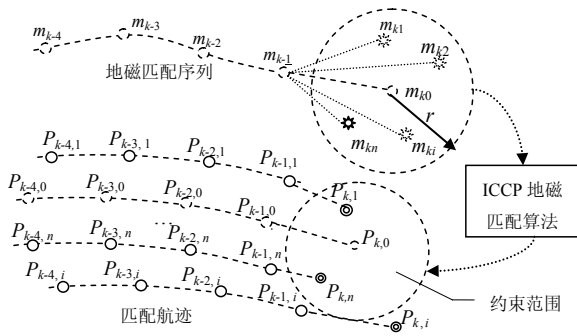 m_{k-4} m_{k-3} m_{k-2} m_{k-1} m_{k1} m_{k2}
地磁匹配序列 m_{k0}
r
m_{kn} m_{ki}
P_{k-4,1} P_{k-3,1} P_{k-2,1} P_{k-1,1} P_{k,1}
ICCP 地磁
匹配算法
P_{k-4,0} P_{k-3,0} P_{k-2,0} P_{k-1,0} P_{k,0}
......
P_{k-4,n} P_{k-3,n} P_{k-2,n} P_{k-1,n} P_{k,n}
P_{k-4,i} P_{k-3,i} P_{k-2,i} P_{k-1,i} P_{k,i}
匹配航迹
约束范围